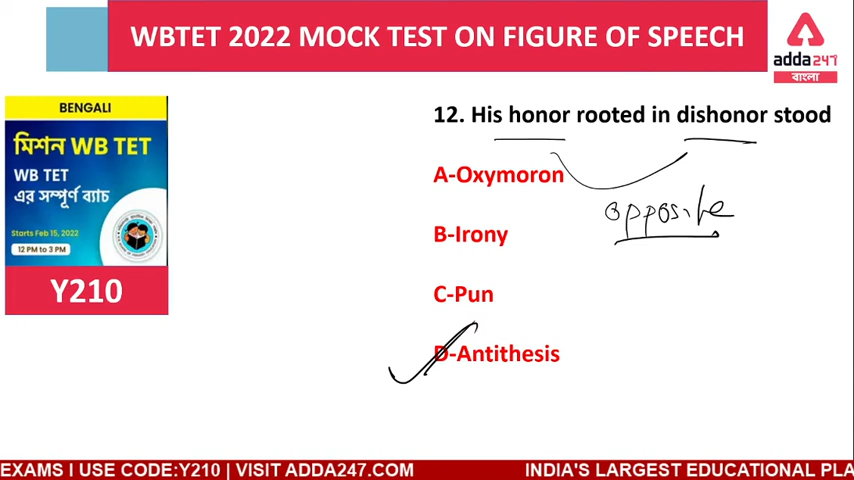 WBTET 2022 MOCK TEST ON FIGURE OF SPEECH
adda247
বাংলা
BENGALI
মিশন WB TET
WB TET
এর সম্পূর্ণ ব্যাচ
Starts Feb 15, 2022
12 PM to 3 PM
Y210
12. His honor rooted in dishonor stood
A-Oxymoron
opposite
B-Irony
C-Pun
D-Antithesis
EXAMS I USE CODE:Y210 | VISIT ADDA247.COM
INDIA'S LARGEST EDUCATIONAL PLA